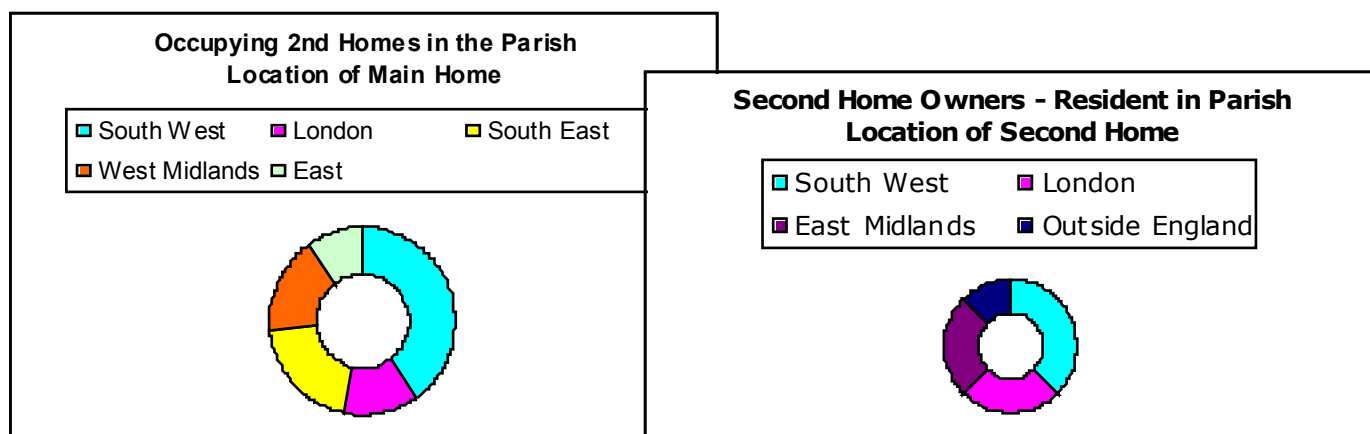 Occupying 2nd Homes in the Parish
Location of Main Home
South West London South East
West Midlands East
Second Home Owners - Resident in Parish
Location of Second Home
South West London
East Midlands Outside England